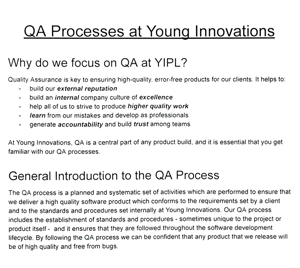 QA Processes at Young Innovations
Why do we focus on QA at YIPL?
Quality Assurance is key to ensuring high-quality, error-free products for our clients. It helps to:
- build our external reputation
- build an internal company culture of excellence
- help all of us to strive to produce higher quality work
- learn from our mistakes and develop as professionals
- generate accountability and build trust among teams
At Young Innovations, QA is a central part of any product build, and it is essential that you get
familiar with our QA processes.
General Introduction to the QA Process
The QA process is a planned and systematic set of activities which are performed to ensure that
we deliver a high quality software product which conforms to the requirements set by a client
and to the standards and procedures set internally at Young Innovations. Our QA process
includes the establishment of standards and procedures - sometimes unique to the project or
product itself - and it ensures that they are followed throughout the software development
lifecycle. By following the QA process we can be confident that any product that we release will
be of high quality and free from bugs.